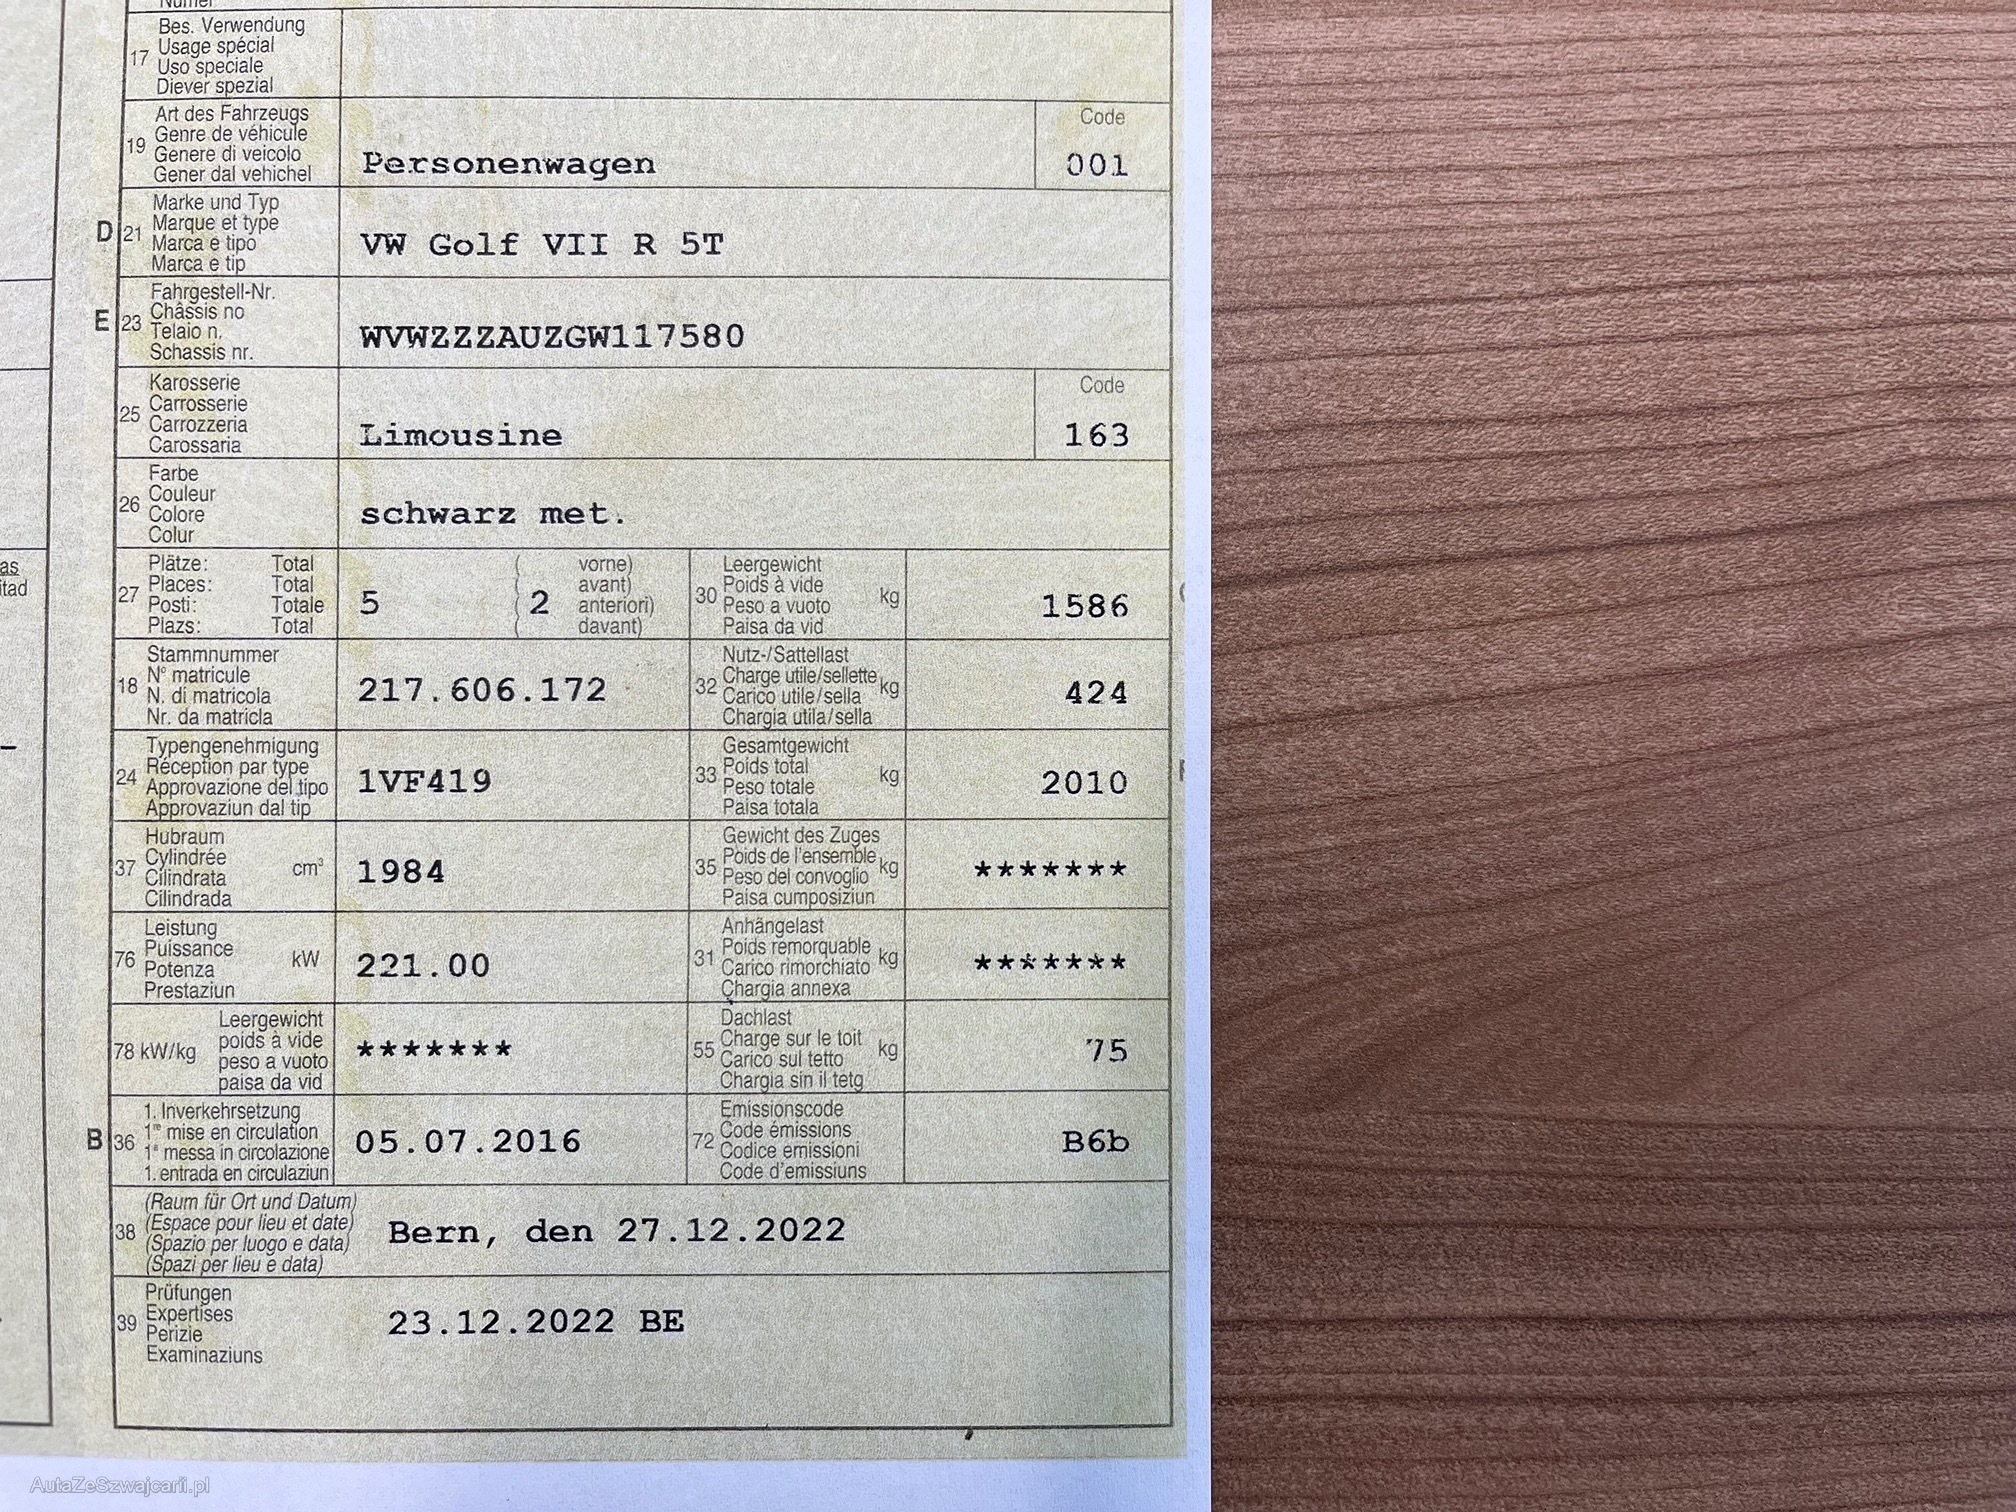 Numer
17
Bes. Verwendung
Usage spécial
Uso speciale
Diever spezial
19
Art des Fahrzeugs
Genre de véhicule
Genere di veicolo
Gener dal vehichel
Personenwagen
Code
001
D 21
Marke und Typ
Marque et type
Marca e tipo
Marca e tip
VW Golf VII R 5T
E 23
Fahrgestell-Nr.
Châssis no
Telaio n.
Schassis nr.
WVWZZZAUZGW117580
25
Karosserie
Carrosserie
Carrozzeria
Carossaria
Limousine
Code
163
26
Farbe
Couleur
Colore
Colur
schwarz met.
as
itad
27
Plätze: Total
Places: Total
Posti: Totale
Plazs: Total
5
2
vorne)
avant)
anteriori)
davant)
30
Leergewicht
Poids à vide
Peso a vuoto
Paisa da vid
kg
1586
18
Stammnummer
N° matricule
N. di matricola
Nr. da matricla
217.606.172
32
Nutz-/Sattellast
Charge utile/sellette
Carico utile/sella
Chargia utila/sella
kg
424
24
Typengenehmigung
Réception par type
Approvazione del tipo
Approvaziun dal tip
1VF419
33
Gesamtgewicht
Poids total
Peso totale
Paisa totala
kg
2010
37
Hubraum
Cylindrée
Cilindrata
Cilindrada
cm³
1984
35
Gewicht des Zuges
Poids de l'ensemble
Peso del convoglio
Paisa cumposiziun
kg
*******
76
Leistung
Puissance
Potenza
Prestaziun
kW
221.00
31
Anhängelast
Poids remorquable
Carico rimorchiato
Chargia annexa
kg
*******
78 kW/kg
Leergewicht
poids à vide
peso a vuoto
paisa da vid
*******
55
Dachlast
Charge sur le toit
Carico sul tetto
Chargia sin il tetg
kg
75
B 36
1. Inverkehrsetzung
1re mise en circulation
1a messa in circolazione
1. entrada en circulaziun
05.07.2016
72
Emissionscode
Code émissions
Codice emissioni
Code d'emissiuns
B6b
38
(Raum für Ort und Datum)
(Espace pour lieu et date)
(Spazio per luogo e data)
(Spazi per lieu e data)
Bern, den 27.12.2022
39
Prüfungen
Expertises
Perizie
Examinaziuns
23.12.2022 BE
AutaZeSzwajcarii.pl